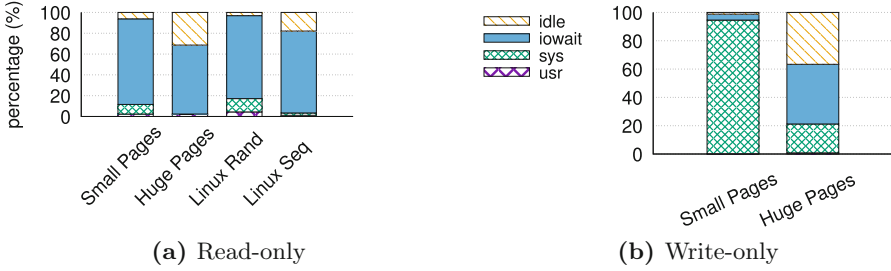 percentage (%)
100
80
60
40
20
0
Small Pages
Huge Pages
Linux Rand
Linux Seq
(a) Read-only
idle
iowait
sys
usr
100
80
60
40
20
0
Small Pages
Huge Pages
(b) Write-only